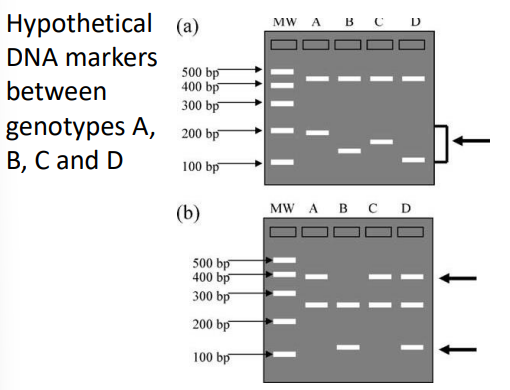 Hypothetical
DNA markers
between
genotypes A,
B, C and D
(a)
MW A B C D
500 bp
400 bp
300 bp
200 bp
100 bp
(b)
MW A B C D
500 bp
400 bp
300 bp
200 bp
100 bp